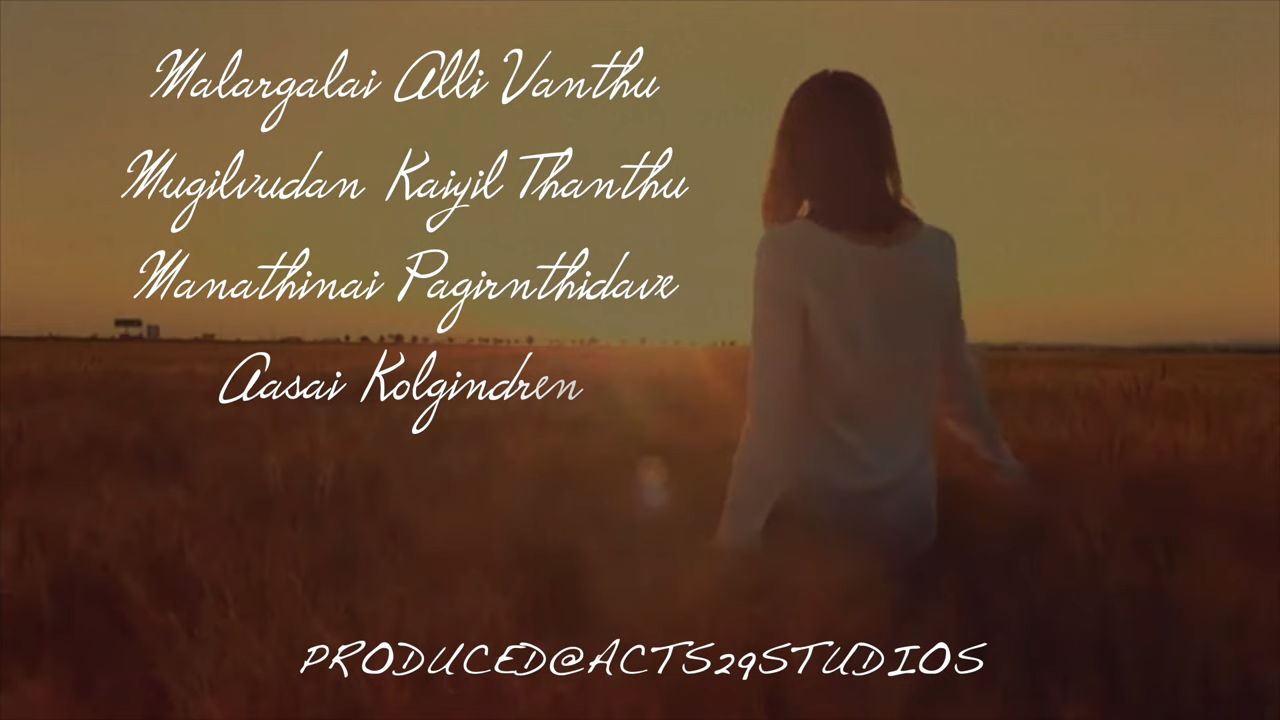 Malargalai Alli Vanthu
Mugilvudan Kaiyil Thanthu
Manathinai Pagirnthidave
Aasai Kolgindren
PRODUCED@ACTS29STUDIOS